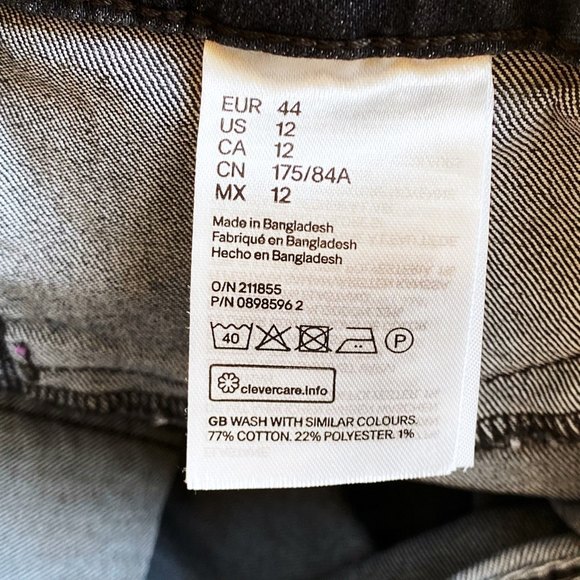 EUR 44
US 12
CA 12
CN 175/84A
MX 12
Made in Bangladesh
Fabriqué en Bangladesh
Hecho en Bangladesh
O/N 211855
P/N 0898596 2
40 P
clevercare.info
GB WASH WITH SIMILAR COLOURS.
77% COTTON. 22% POLYESTER. 1%